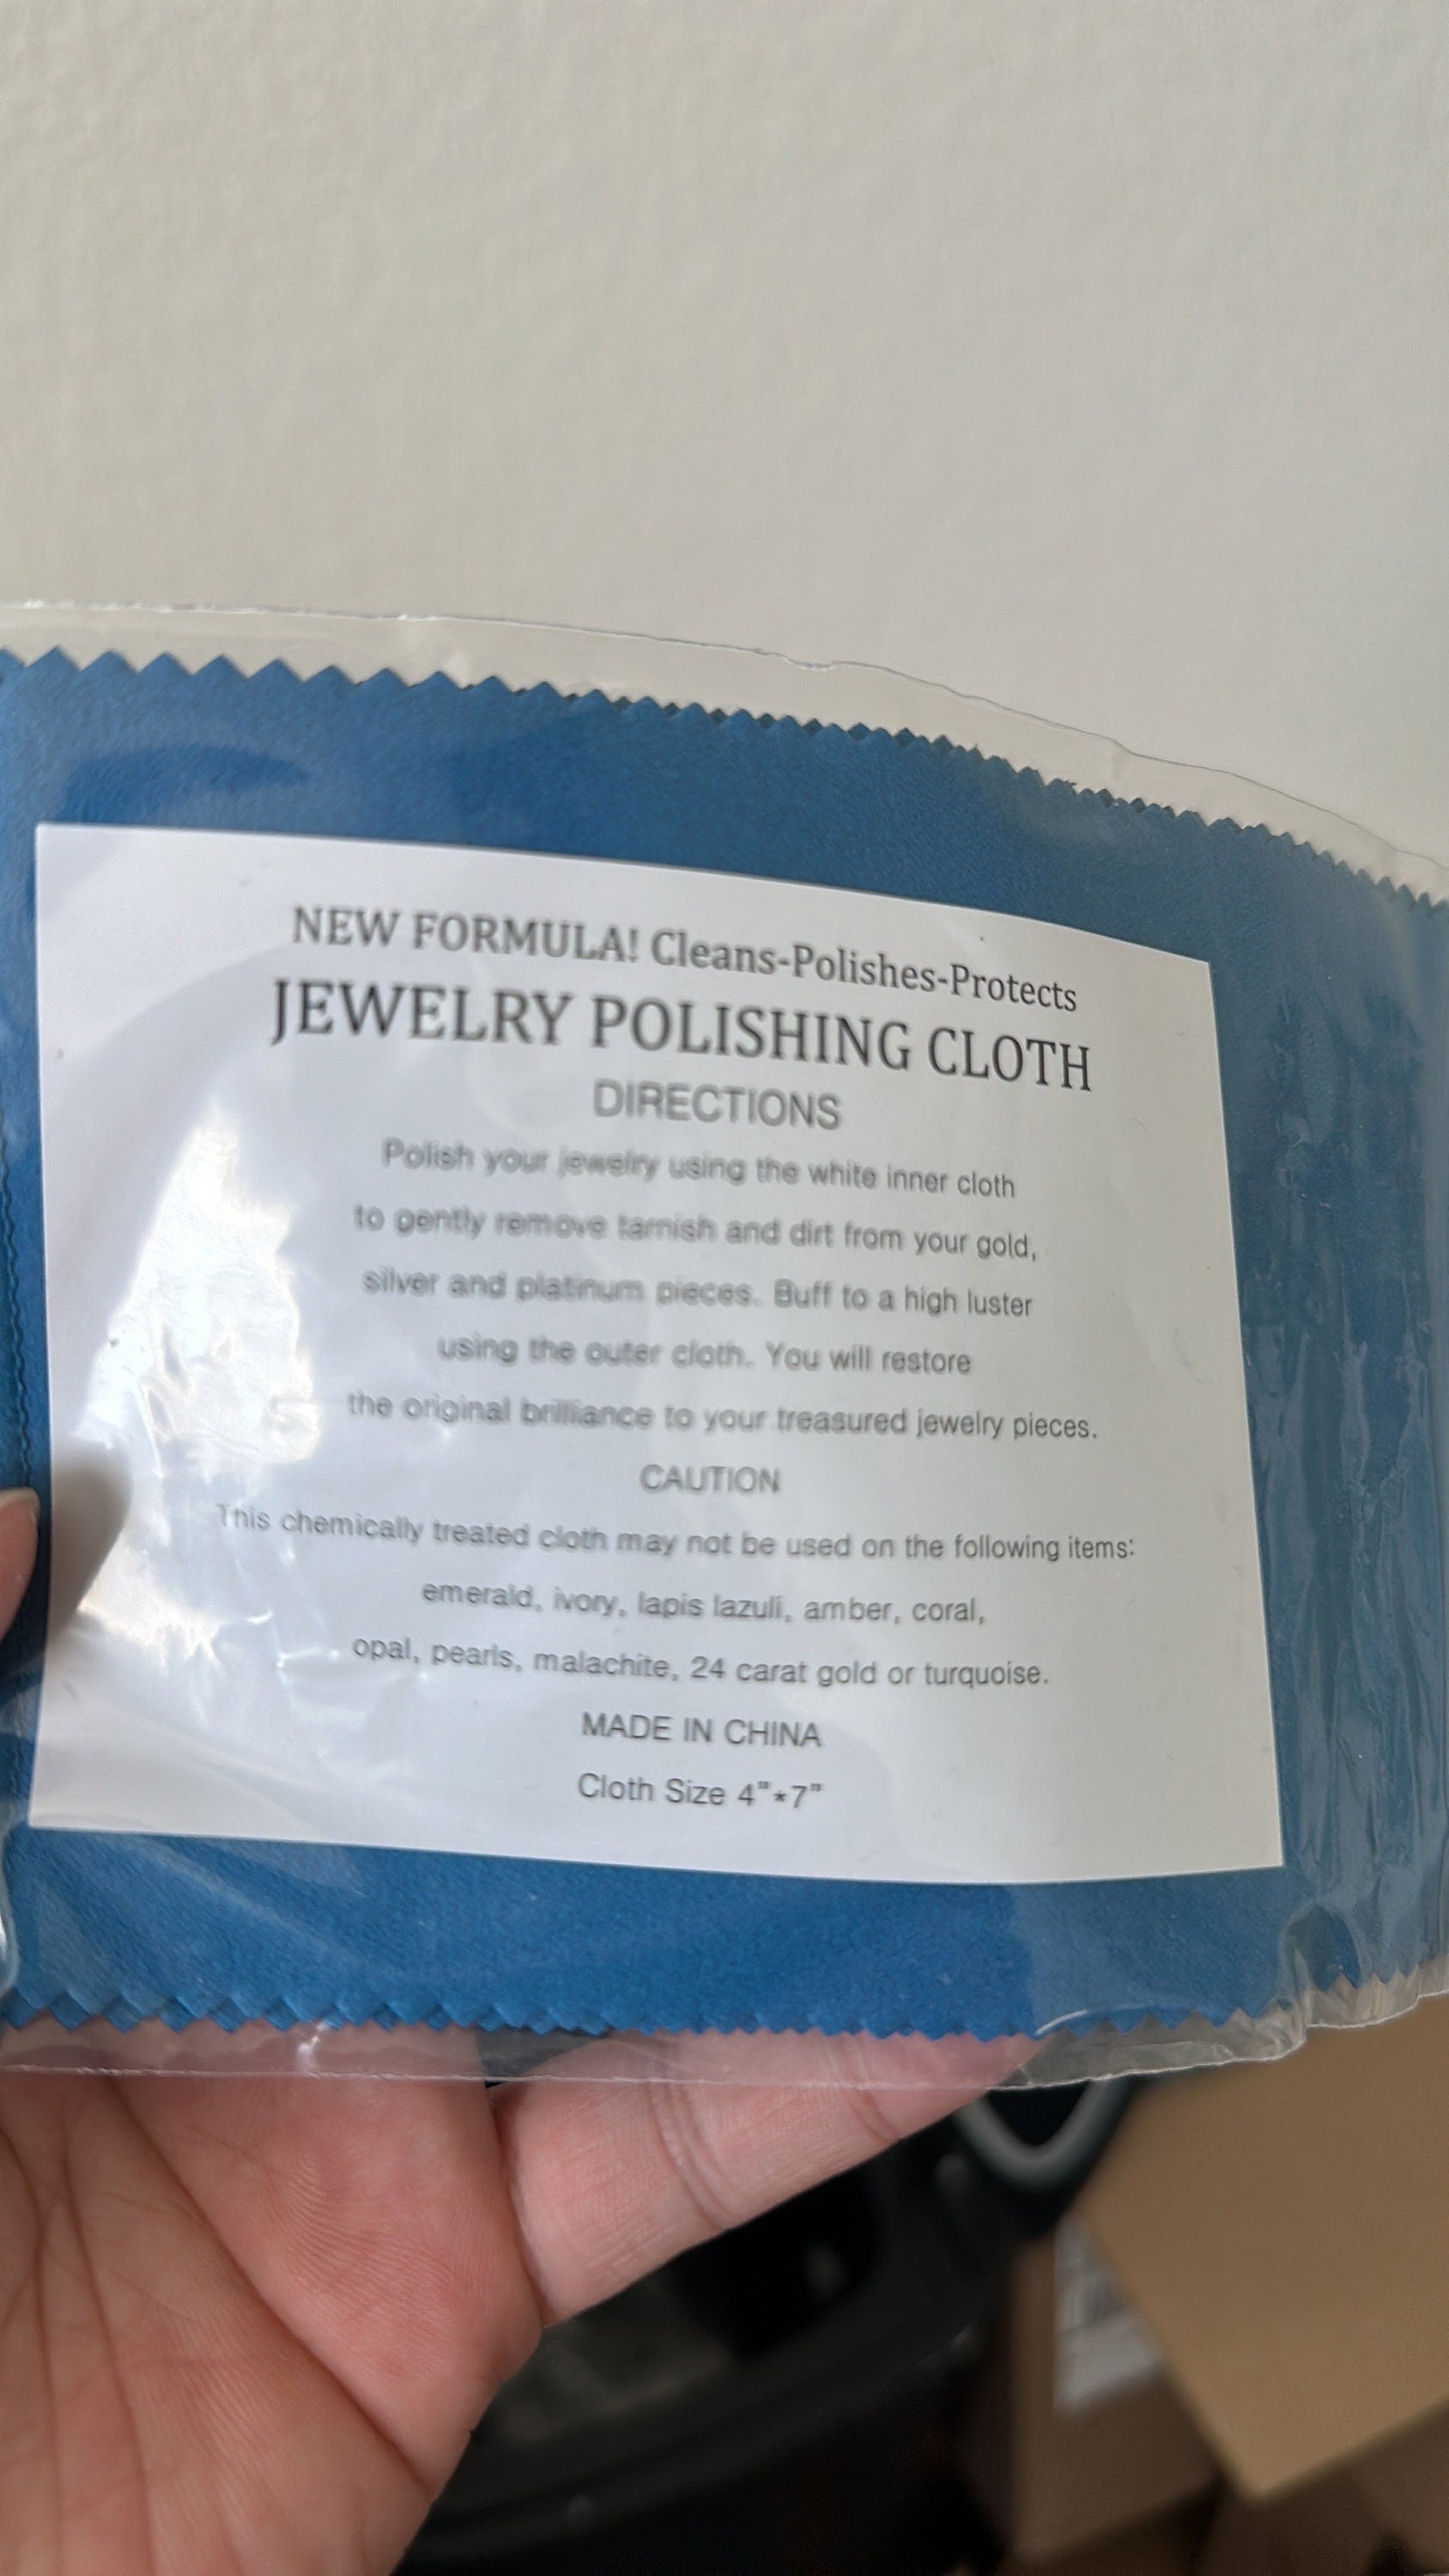 NEW FORMULA! Cleans-Polishes-Protects
JEWELRY POLISHING CLOTH
DIRECTIONS
Polish your jewelry using the white inner cloth
to gently remove tarnish and dirt from your gold,
silver and platinum pieces. Buff to a high luster
using the outer cloth. You will restore
the original brilliance to your treasured jewelry pieces.
CAUTION
This chemically treated cloth may not be used on the following items:
emerald, ivory, lapis lazuli, amber, coral,
opal, pearls, malachite, 24 carat gold or turquoise.
MADE IN CHINA
Cloth Size 4"*7"